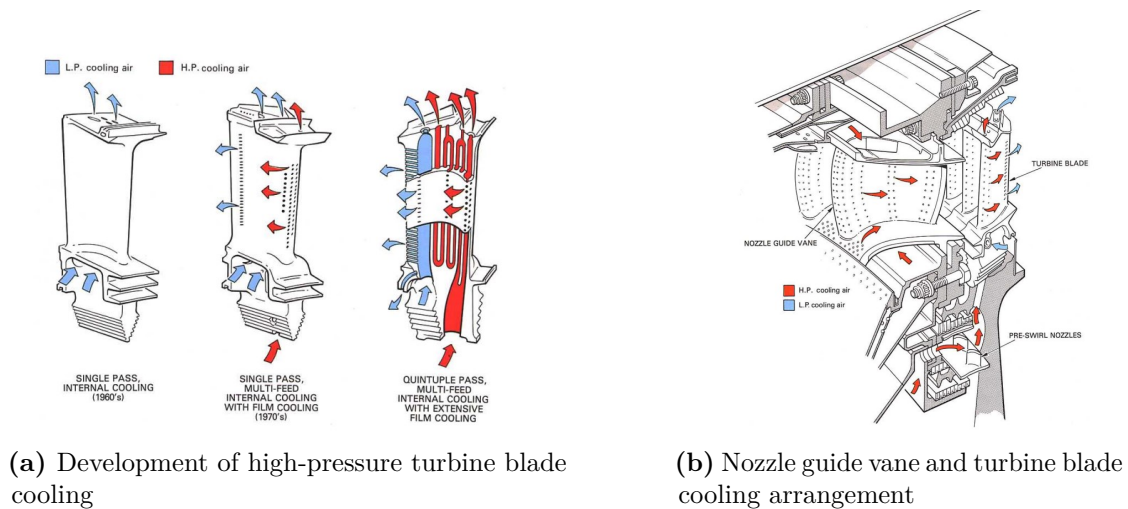 L.P. cooling air
H.P. cooling air
SINGLE PASS,
INTERNAL COOLING
(1960's)
SINGLE PASS,
MULTI-FEED
INTERNAL COOLING
WITH FILM COOLING
(1970's)
QUINTUPLE PASS,
MULTI-FEED
INTERNAL COOLING
WITH EXTENSIVE
FILM COOLING
(a) Development of high-pressure turbine blade
cooling
TURBINE BLADE
NOZZLE GUIDE VANE
H.P. cooling air
L.P. cooling air
PRE-SWIRL NOZZLES
(b) Nozzle guide vane and turbine blade
cooling arrangement